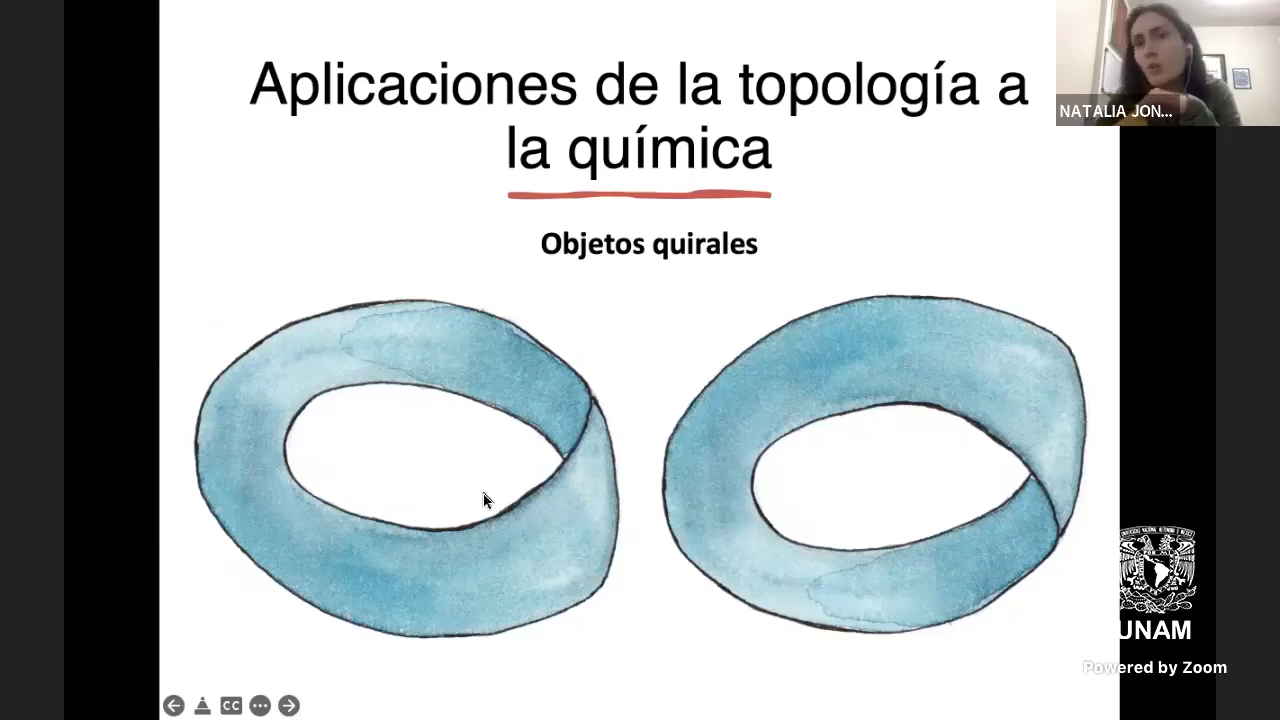 Aplicaciones de la topología a
la química
NATALIA JON...
Objetos quirales
CC
UNAM
Powered by Zoom